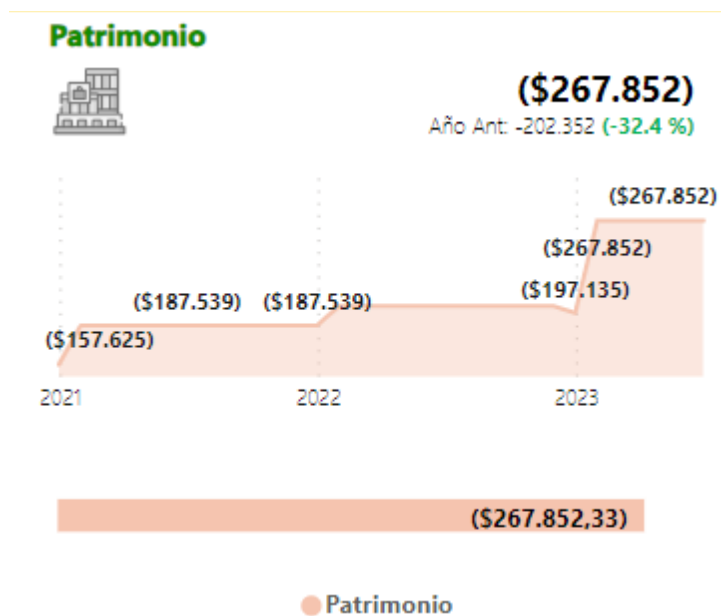 Patrimonio
($267.852)
Año Ant: -202.352 (-32.4 %)
($267.852)
($267.852)
($197.135)
($187.539) ($187.539)
($157.625)
2021 2022 2023
($267.852,33)
Patrimonio